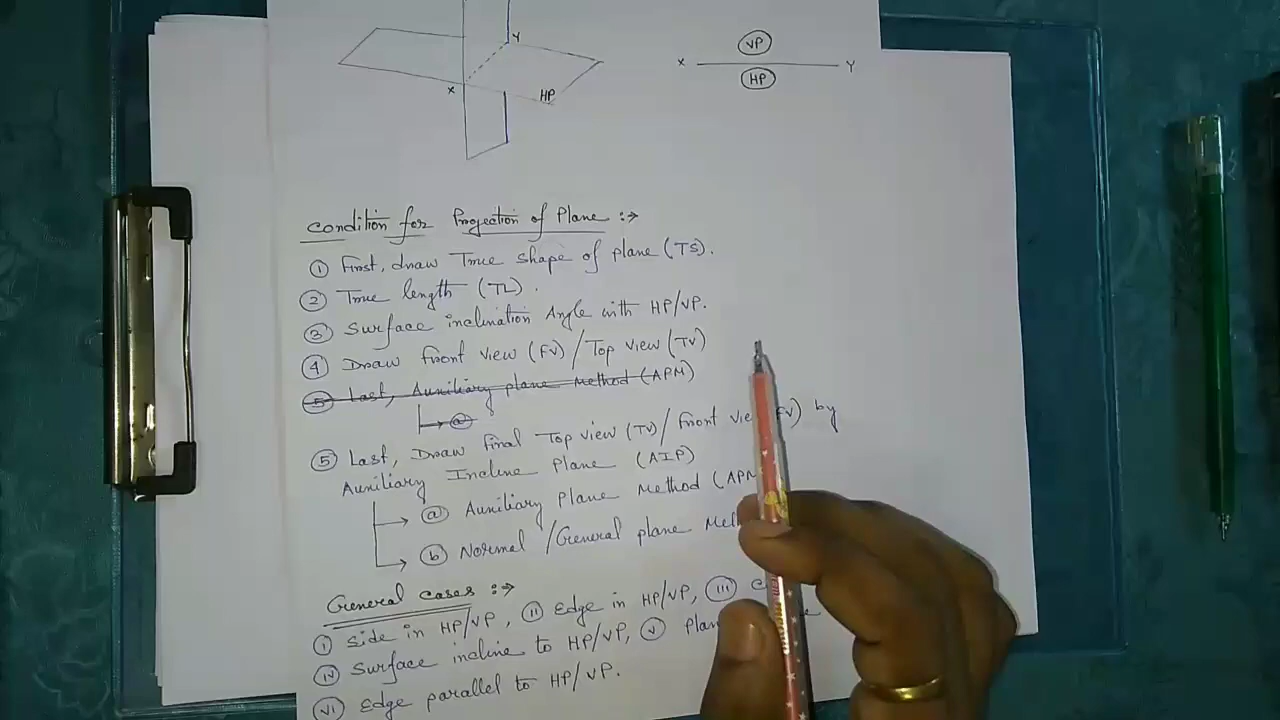 Y
X
HP
VP
X Y
HP
Condition for Projection of Plane :->
① First, draw True Shape of plane (TS).
② True length (TL).
③ Surface inclination Angle with HP/VP.
④ Draw Front view (FV) / Top view (TV)
⑤ Last, Auxiliary plane Method (APM)
ⓐ
⑤ Last, Draw Final Top view (TV) / Front view (FV) by
Auxiliary Incline Plane (AIP)
ⓐ Auxiliary Plane Method (APM
ⓑ Normal / General plane
General cases :->
(i) Side in HP/VP, (ii) Edge in HP/VP, (iii)
(iv) Surface incline to HP/VP, (v)
(vi) Edge parallel to HP/VP.